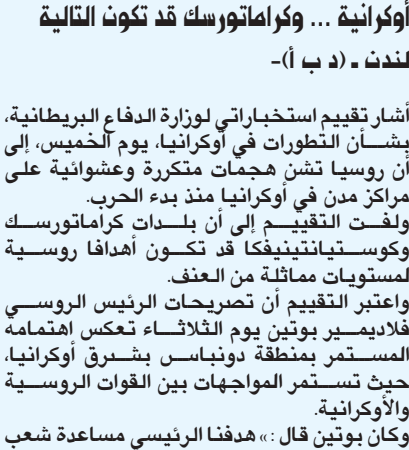 أوكرانية ... وكراماتورسك قد تكون التالية
لندن ـ (د ب أ)-
أشار تقييم استخباراتي لوزارة الدفاع البريطانية،
بشأن التطورات في أوكرانيا، يوم الخميس، إلى
أن روسيا تشن هجمات متكررة وعشوائية على
مراكز مدن في أوكرانيا منذ بدء الحرب.
ولفت التقييم إلى أن بلدات كراماتورسك
وكوستيانتينيفكا قد تكون أهدافا روسية
لمستويات مماثلة من العنف.
واعتبر التقييم أن تصريحات الرئيس الروسي
فلاديمير بوتين يوم الثلاثاء تعكس اهتمامه
المستمر بمنطقة دونباس بشرق أوكرانيا،
حيث تستمر المواجهات بين القوات الروسية
والأوكرانية.
وكان بوتين قال :» هدفنا الرئيسي مساعدة شعب